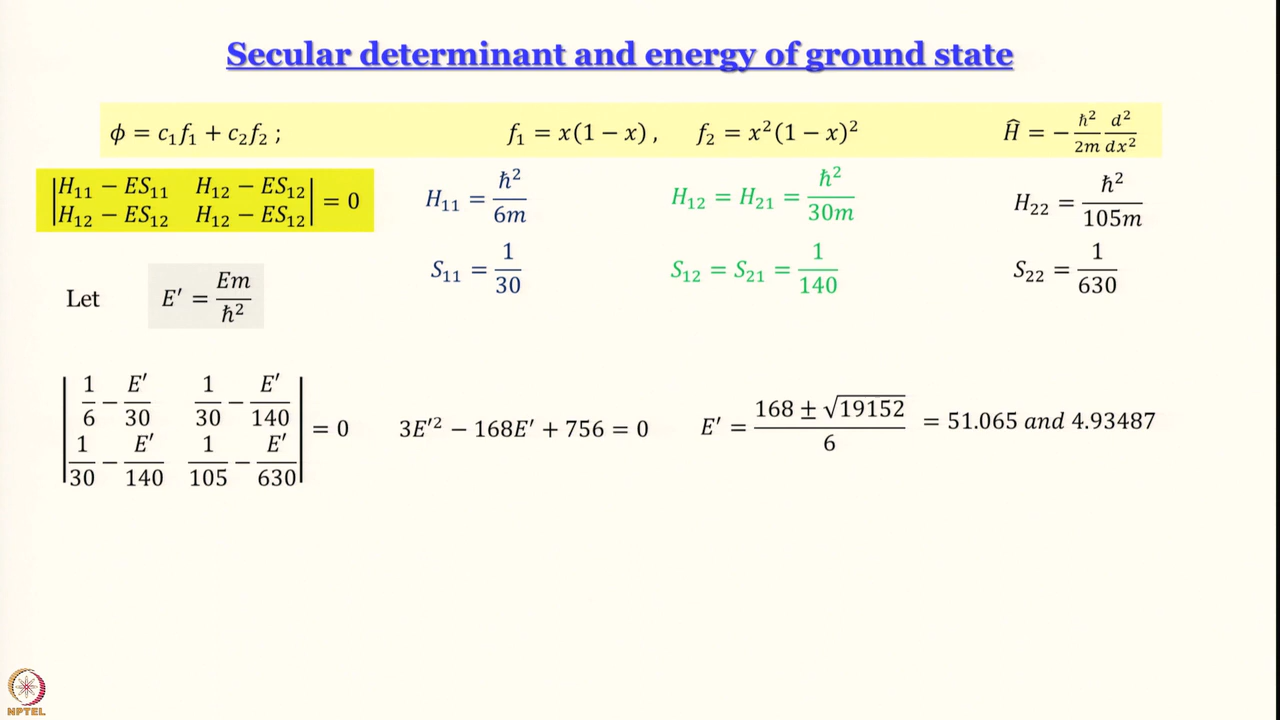 Secular determinant and energy of ground state
ϕ = c₁f₁ + c₂f₂ ; f₁ = x(1 − x) , f₂ = x²(1 − x)² Ĥ = − ħ²/2m d²/dx²
|H₁₁ − ES₁₁ H₁₂ − ES₁₂|
|H₁₂ − ES₁₂ H₁₂ − ES₁₂| = 0
H₁₁ = ħ²/6m H₁₂ = H₂₁ = ħ²/30m H₂₂ = ħ²/105m
S₁₁ = 1/30 S₁₂ = S₂₁ = 1/140 S₂₂ = 1/630
Let E′ = Em/ħ²
|1/6 − E′/30 1/30 − E′/140|
|1/30 − E′/140 1/105 − E′/630| = 0
3E′² − 168E′ + 756 = 0
E′ = (168 ± √19152)/6 = 51.065 and 4.93487
NPTEL